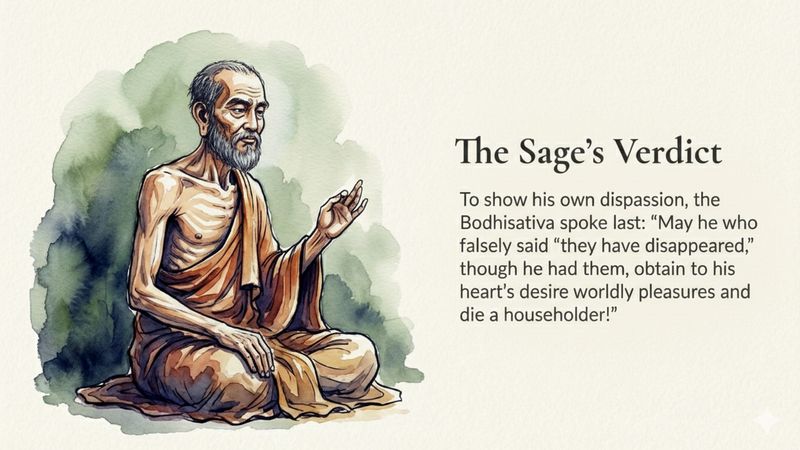 The Sage’s Verdict
To show his own dispassion, the
Bodhisativa spoke last: “May he who
falsely said “they have disappeared,”
though he had them, obtain to his
heart’s desire worldly pleasures and
die a householder!”